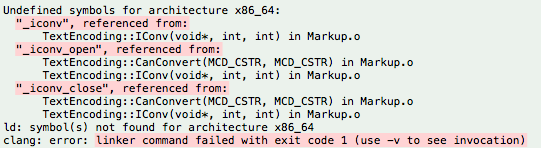 Undefined symbols for architecture x86_64:
"_iconv", referenced from:
TextEncoding::IConv(void*, int, int) in Markup.o
"_iconv_open", referenced from:
TextEncoding::CanConvert(MCD_CSTR, MCD_CSTR) in Markup.o
TextEncoding::IConv(void*, int, int) in Markup.o
"_iconv_close", referenced from:
TextEncoding::CanConvert(MCD_CSTR, MCD_CSTR) in Markup.o
TextEncoding::IConv(void*, int, int) in Markup.o
ld: symbol(s) not found for architecture x86_64
clang: error: linker command failed with exit code 1 (use -v to see invocation)